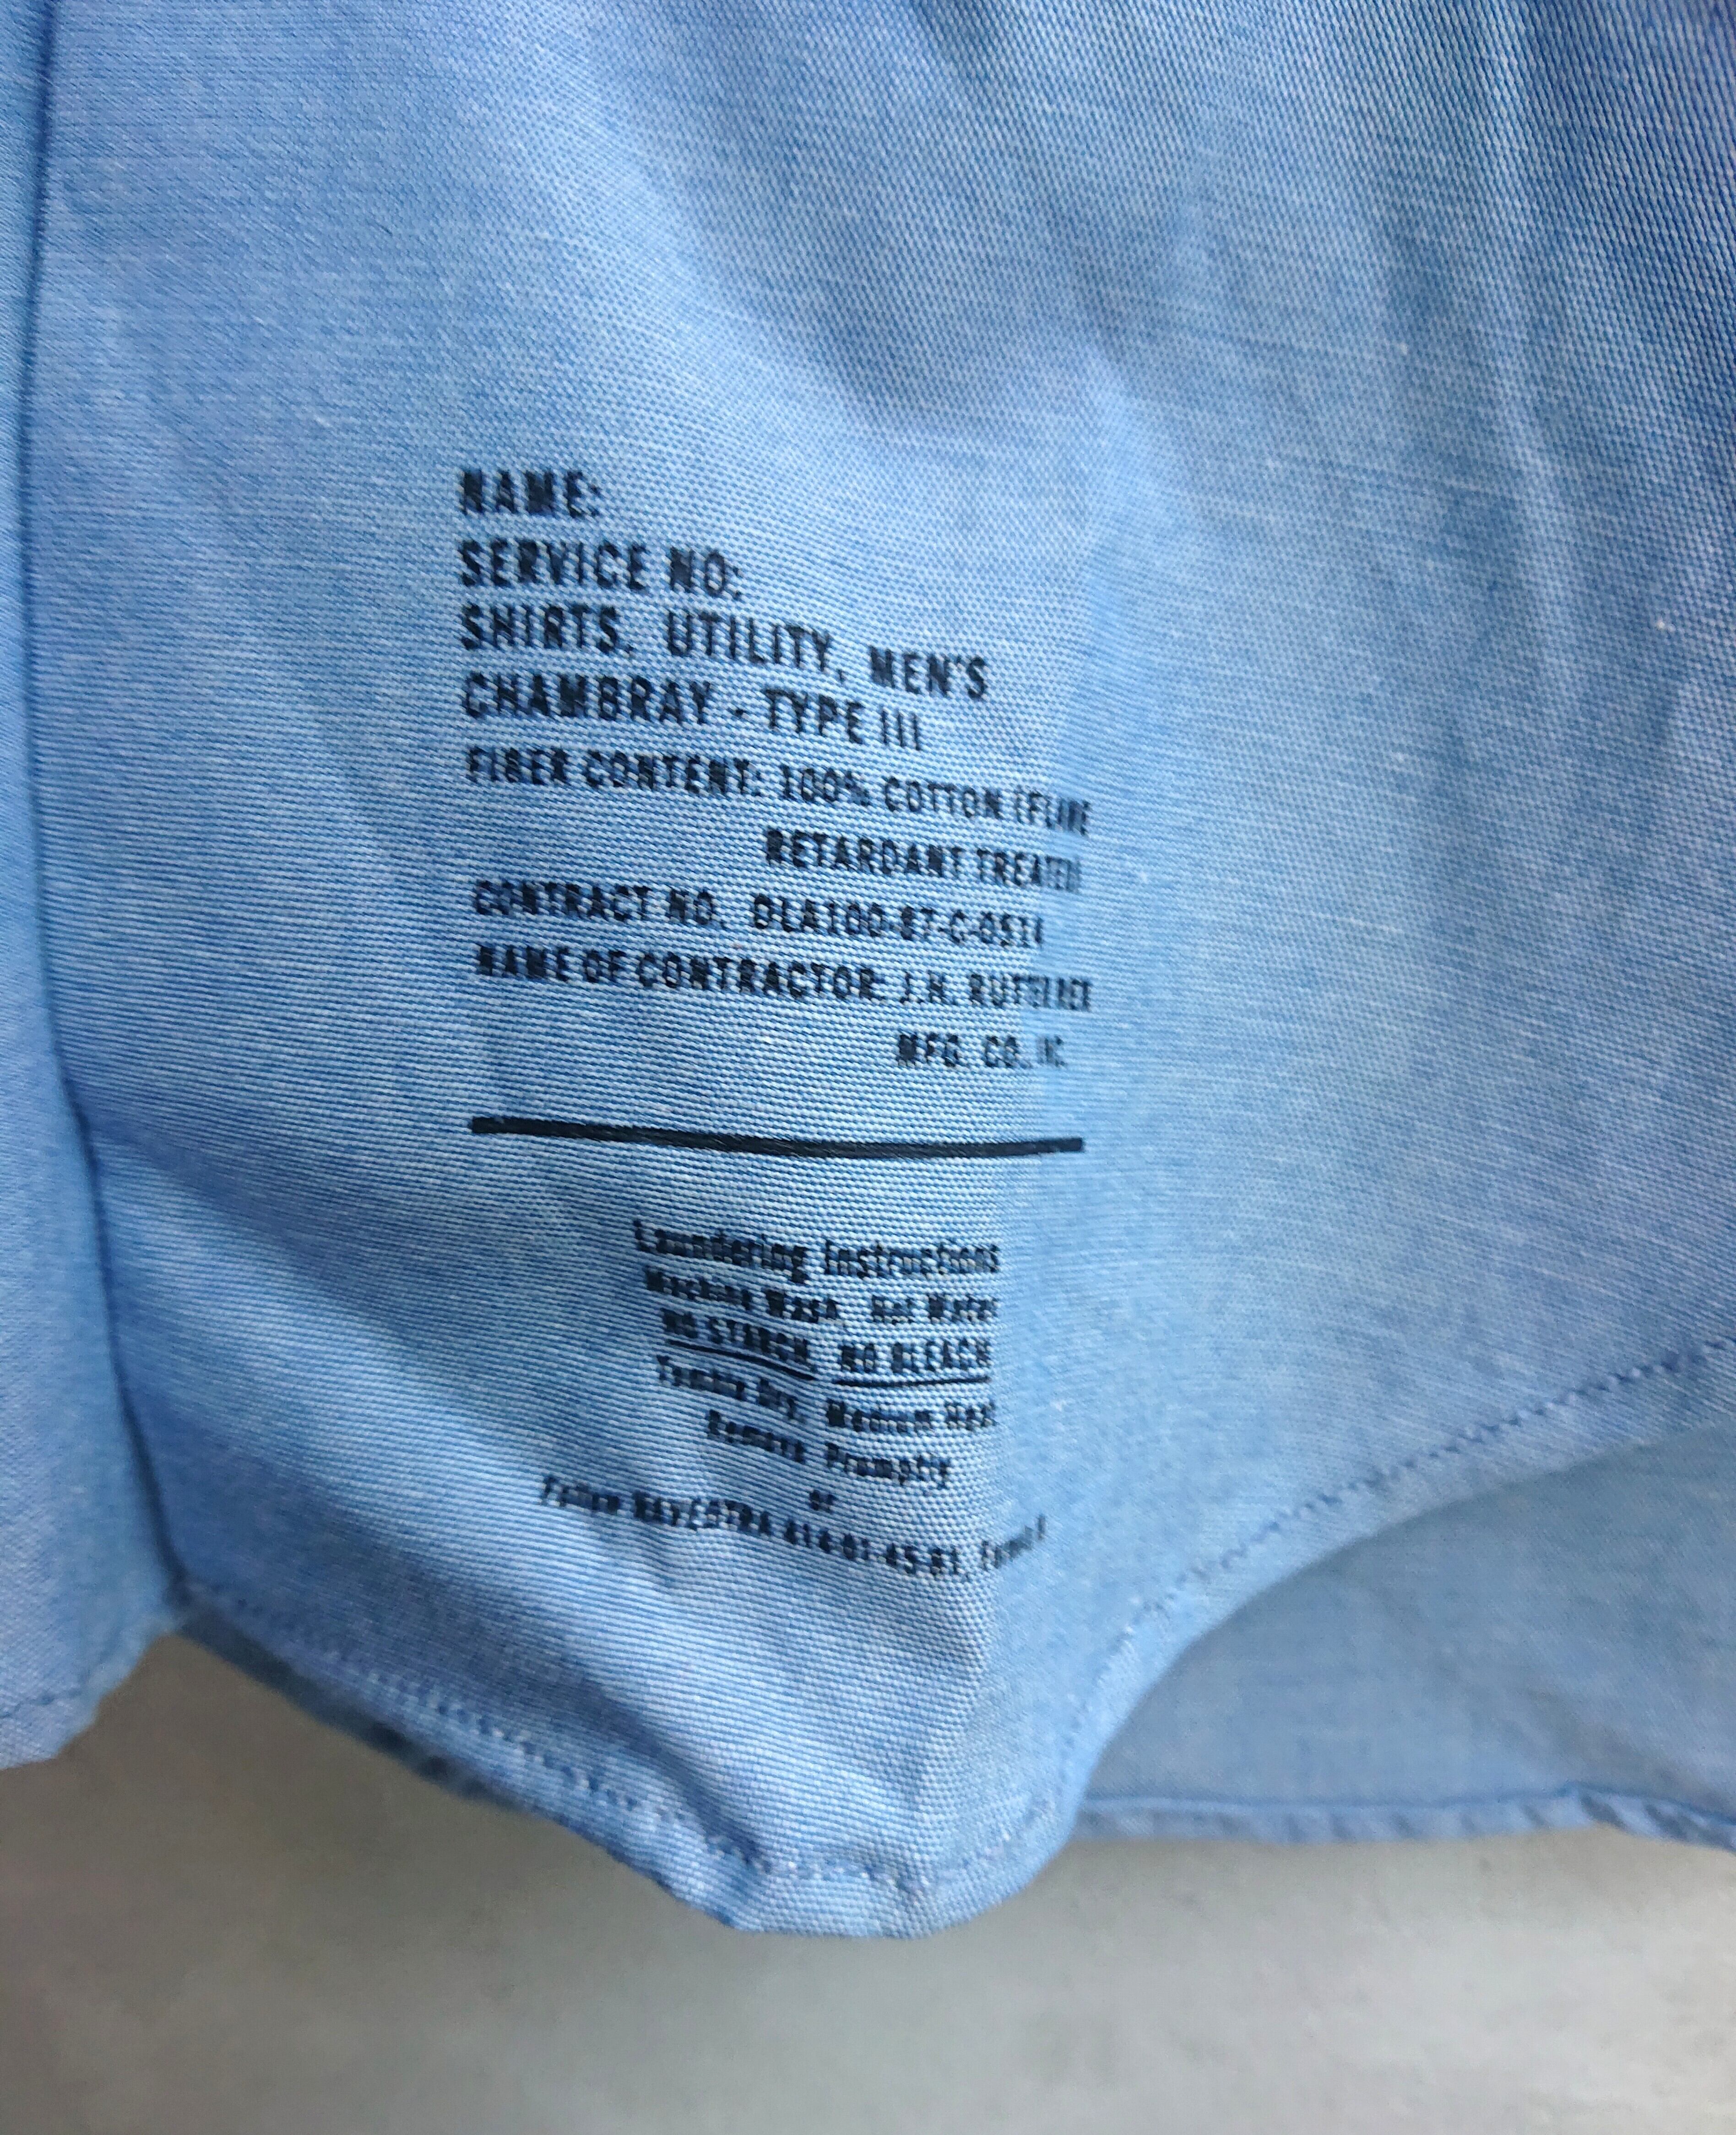 NAME:
SERVICE NO:
SHIRTS, UTILITY, MEN'S
CHAMBRAY - TYPE III
FIBER CONTENT: 100% COTTON (FLAME
RETARDANT TREATED)
CONTRACT NO. DLA100-87-C-0514
NAME OF CONTRACTOR: J.H. RUTTER REX
MFG. CO., INC.
Laundering Instructions
Machine Wash, Hot Water
NO STARCH, NO BLEACH
Tumble Dry, Medium Heat
Remove Promptly
or
Follow